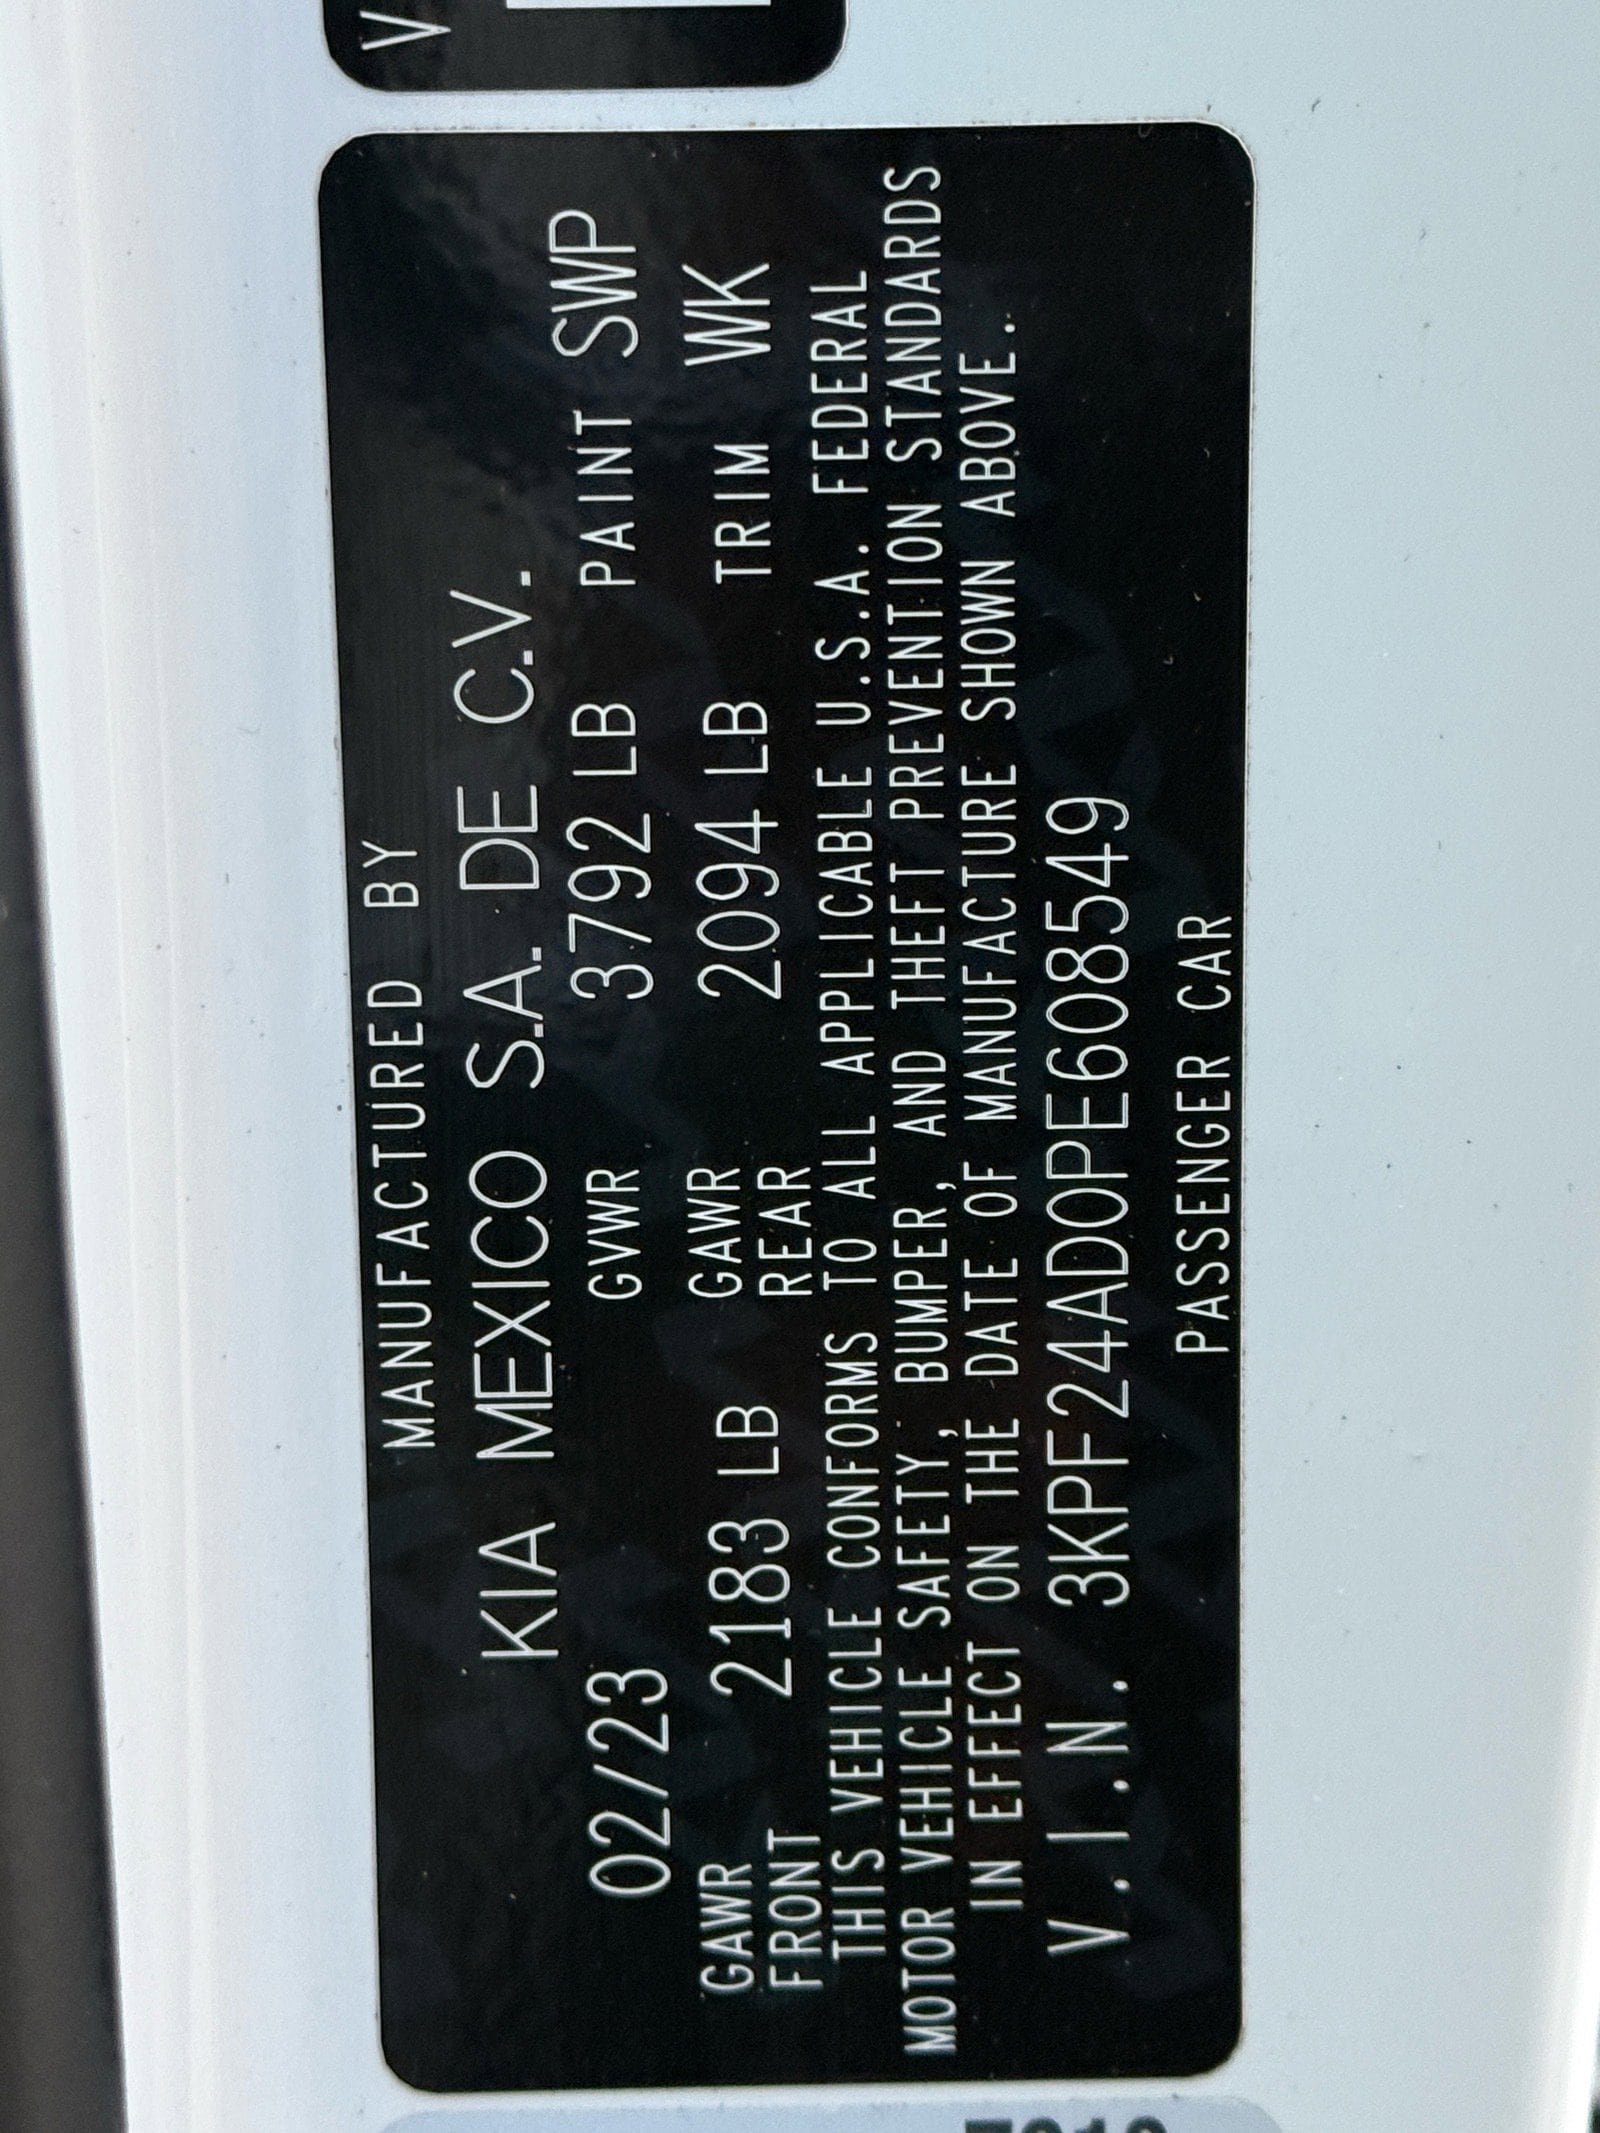 V
MANUFACTURED BY
KIA MEXICO S.A. DE C.V.
02/23 GVWR 3792 LB PAINT SWP
GAWR FRONT 2183 LB GAWR REAR 2094 LB TRIM WK
THIS VEHICLE CONFORMS TO ALL APPLICABLE U.S.A. FEDERAL
MOTOR VEHICLE SAFETY, BUMPER, AND THEFT PREVENTION STANDARDS
IN EFFECT ON THE DATE OF MANUFACTURE SHOWN ABOVE.
V.I.N. 3KPF24AD0PE608549
PASSENGER CAR